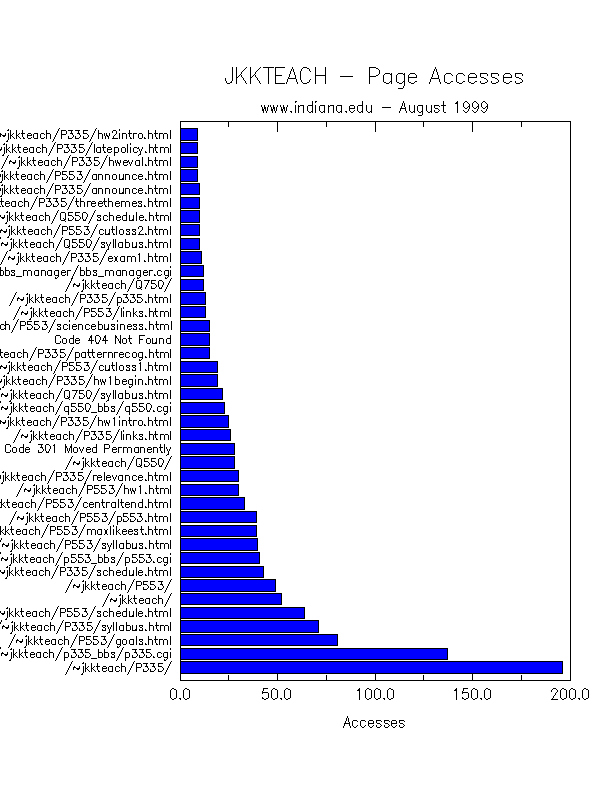 JKKTEACH – Page Accesses
www.indiana.edu – August 1999
~jkkteach/P335/hw2intro.html
~jkkteach/P335/latepolicy.html
/~jkkteach/P335/hweval.html
~jkkteach/P553/announce.html
~jkkteach/P335/announce.html
teach/P335/threethemes.html
~jkkteach/Q550/schedule.html
~jkkteach/P553/cutloss2.html
/~jkkteach/Q550/syllabus.html
/~jkkteach/P335/exam1.html
bbs_manager/bbs_manager.cgi
/~jkkteach/Q750/
/~jkkteach/P335/p335.html
/~jkkteach/P553/links.html
ch/P553/sciencebusiness.html
Code 404 Not Found
teach/P335/patternrecog.html
~jkkteach/P553/cutloss1.html
~jkkteach/P335/hw1begin.html
/~jkkteach/Q750/syllabus.html
/~jkkteach/q550_bbs/q550.cgi
~jkkteach/P335/hw1intro.html
/~jkkteach/P335/links.html
Code 301 Moved Permanently
/~jkkteach/Q550/
~jkkteach/P335/relevance.html
/~jkkteach/P553/hw1.html
kkteach/P553/centraltend.html
/~jkkteach/P553/p553.html
jkkteach/P553/maxlikeest.html
/~jkkteach/P553/syllabus.html
/~jkkteach/p553_bbs/p553.cgi
~jkkteach/P335/schedule.html
/~jkkteach/P553/
/~jkkteach/
~jkkteach/P553/schedule.html
/~jkkteach/P335/syllabus.html
/~jkkteach/P553/goals.html
~jkkteach/p335_bbs/p335.cgi
/~jkkteach/P335/
0.0 50.0 100.0 150.0 200.0
Accesses